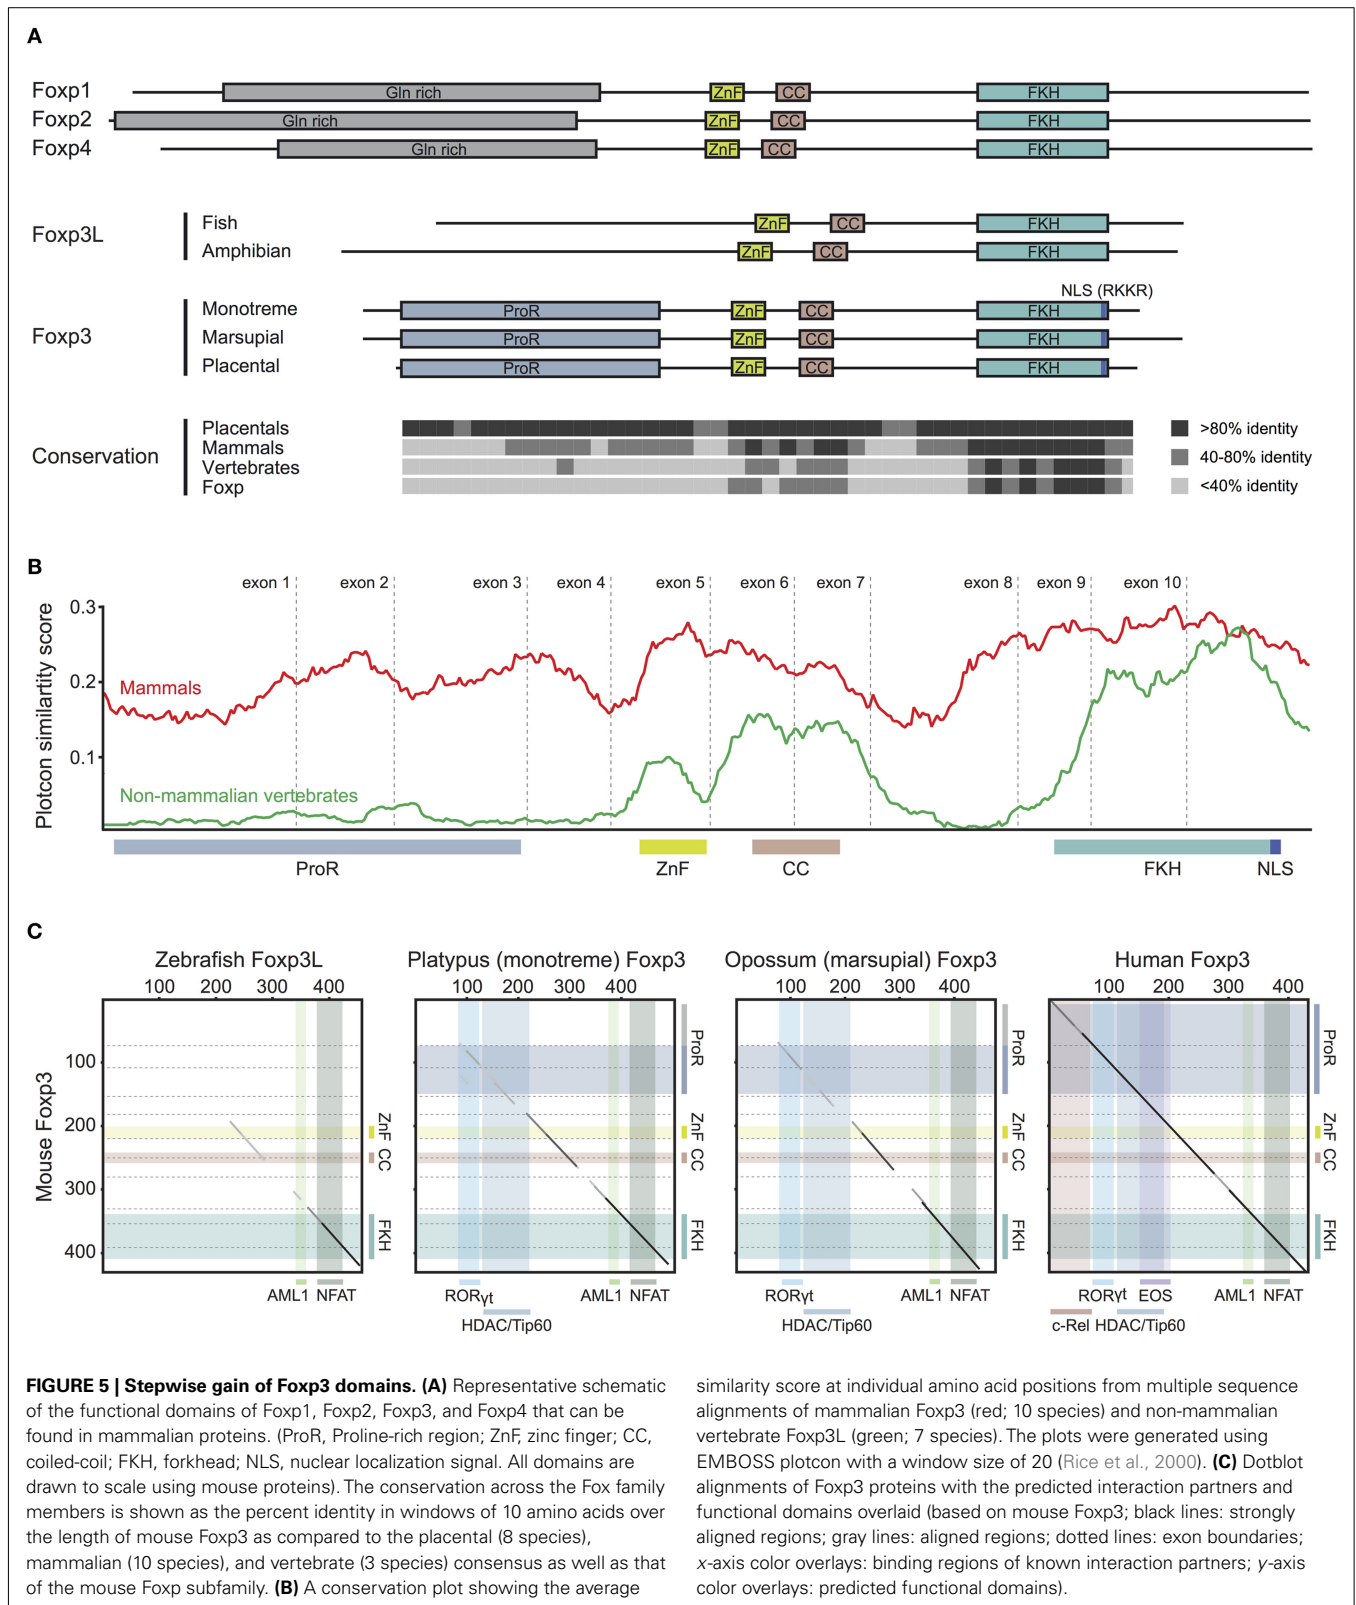 A
Foxp1 Gln rich ZnF CC FKH
Foxp2 Gln rich ZnF CC FKH
Foxp4 Gln rich ZnF CC FKH
Foxp3L
Fish ZnF CC FKH
Amphibian ZnF CC FKH
NLS (RKKR)
Foxp3
Monotreme ProR ZnF CC FKH
Marsupial ProR ZnF CC FKH
Placental ProR ZnF CC FKH
Conservation
Placentals
Mammals
Vertebrates
Foxp
>80% identity
40-80% identity
<40% identity
B
exon 1 exon 2 exon 3 exon 4 exon 5 exon 6 exon 7 exon 8 exon 9 exon 10
Plotcon similartity score
0.3
0.2
0.1
Mammals
Non-mammalian vertebrates
ProR ZnF CC FKH NLS
C
Zebrafish Foxp3L Platypus (monotreme) Foxp3 Opossum (marsupial) Foxp3 Human Foxp3
100 200 300 400 100 200 300 400 100 200 300 400 100 200 300 400
Mouse Foxp3
100
200
300
400
ZnF CC FKH
ProR ZnF CC FKH
ProR ZnF CC FKH
ProR ZnF CC FKH
AML1 NFAT
RORγt AML1 NFAT
HDAC/Tip60
RORγt AML1 NFAT
HDAC/Tip60
RORγt EOS AML1 NFAT
c-Rel HDAC/Tip60
FIGURE 5 | Stepwise gain of Foxp3 domains. (A) Representative schematic
of the functional domains of Foxp1, Foxp2, Foxp3, and Foxp4 that can be
found in mammalian proteins. (ProR, Proline-rich region; ZnF, zinc finger; CC,
coiled-coil; FKH, forkhead; NLS, nuclear localization signal. All domains are
drawn to scale using mouse proteins). The conservation across the Fox family
members is shown as the percent identity in windows of 10 amino acids over
the length of mouse Foxp3 as compared to the placental (8 species),
mammalian (10 species), and vertebrate (3 species) consensus as well as that
of the mouse Foxp subfamily. (B) A conservation plot showing the average
similarity score at individual amino acid positions from multiple sequence
alignments of mammalian Foxp3 (red; 10 species) and non-mammalian
vertebrate Foxp3L (green; 7 species). The plots were generated using
EMBOSS plotcon with a window size of 20 (Rice et al., 2000). (C) Dotblot
alignments of Foxp3 proteins with the predicted interaction partners and
functional domains overlaid (based on mouse Foxp3; black lines: strongly
aligned regions; gray lines: aligned regions; dotted lines: exon boundaries;
x-axis color overlays: binding regions of known interaction partners; y-axis
color overlays: predicted functional domains).